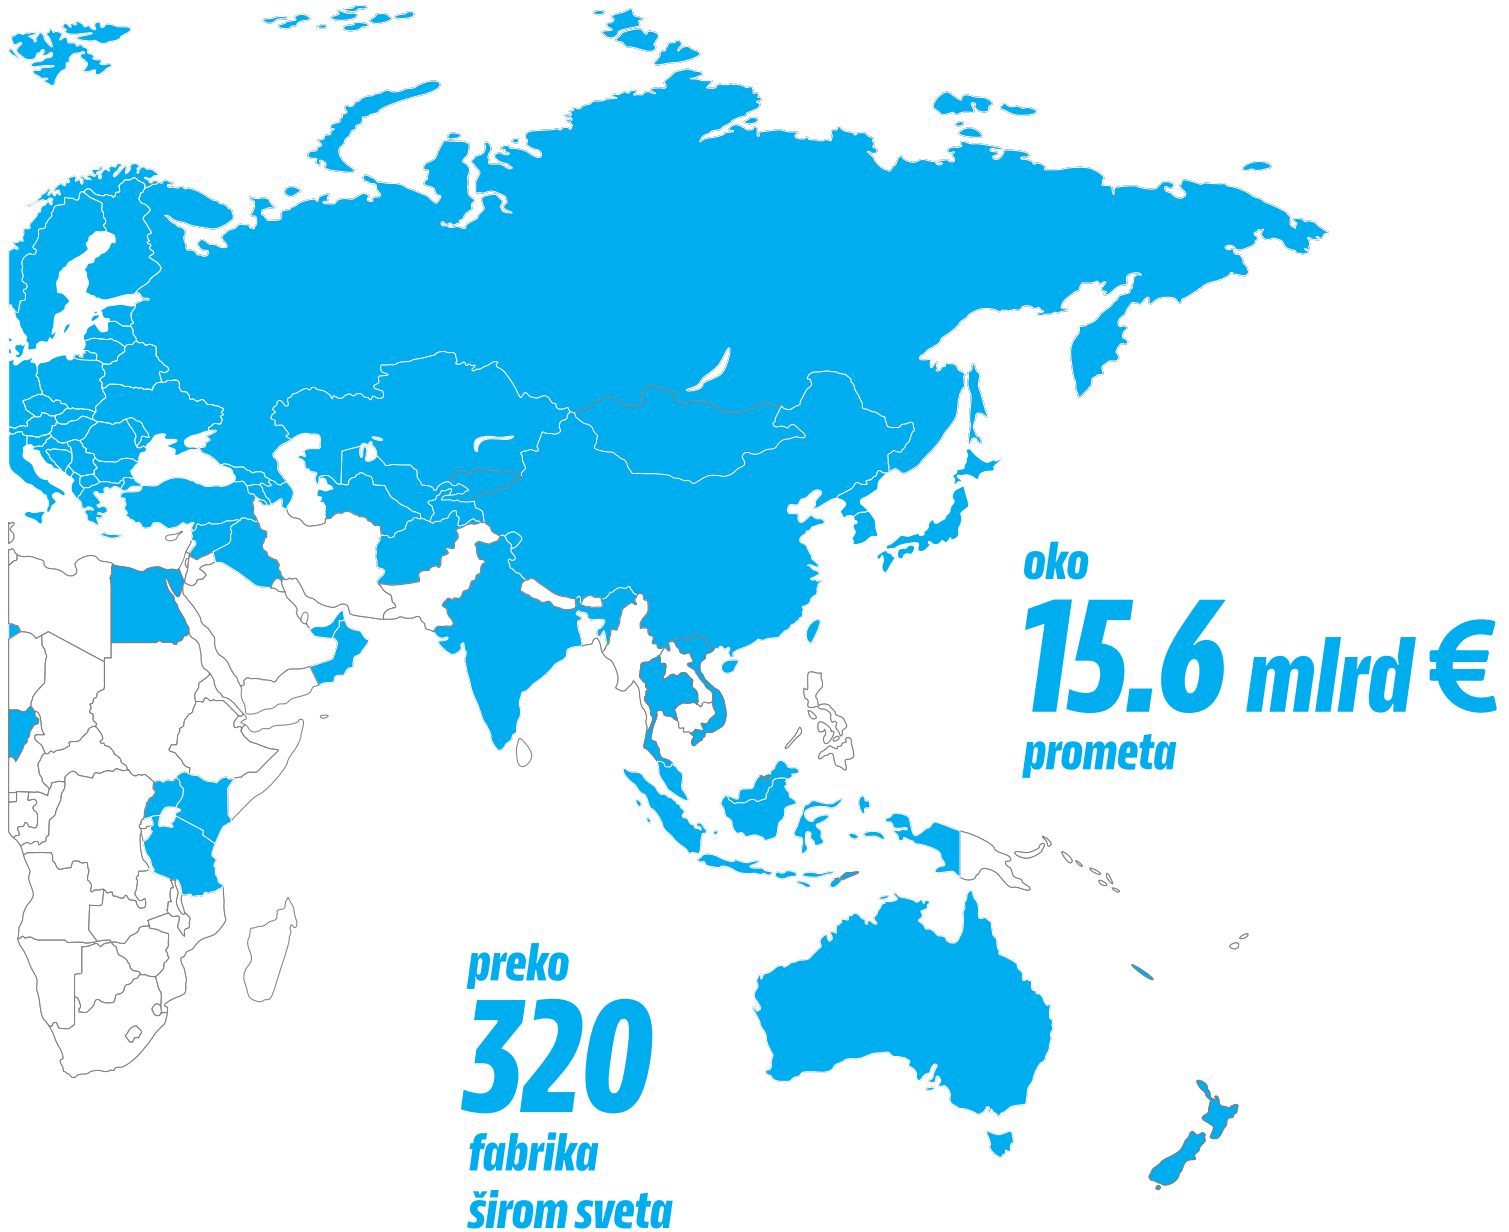 oko
15.6 mlrd €
prometa
preko
320
fabrika
širom sveta